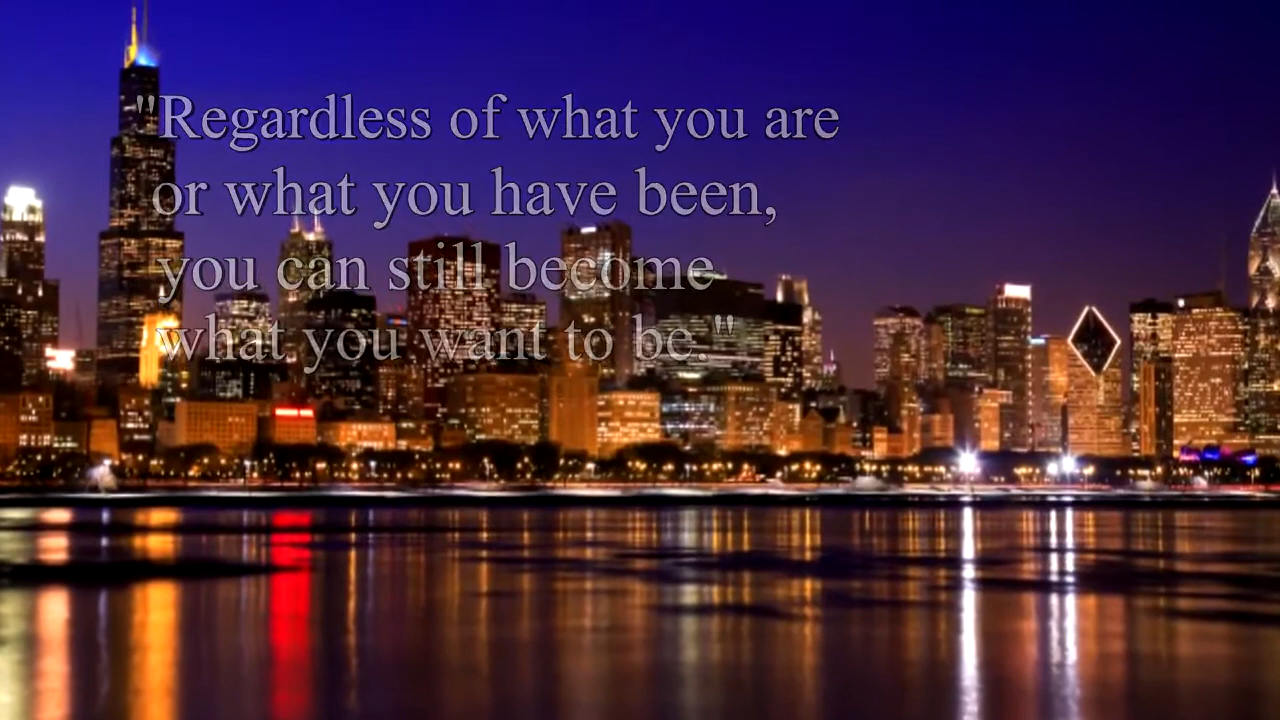 "Regardless of what you are
or what you have been,
you can still become
what you want to be."